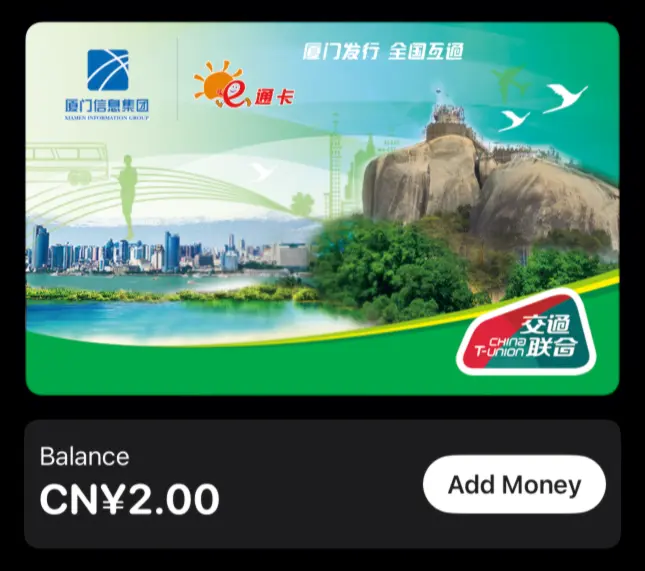 厦门信息集团
XIAMEN INFORMATION GROUP
e通卡
厦门发行 全国互通
交通
联合
CHINA
T-UNION
Balance
CN¥2.00
Add Money